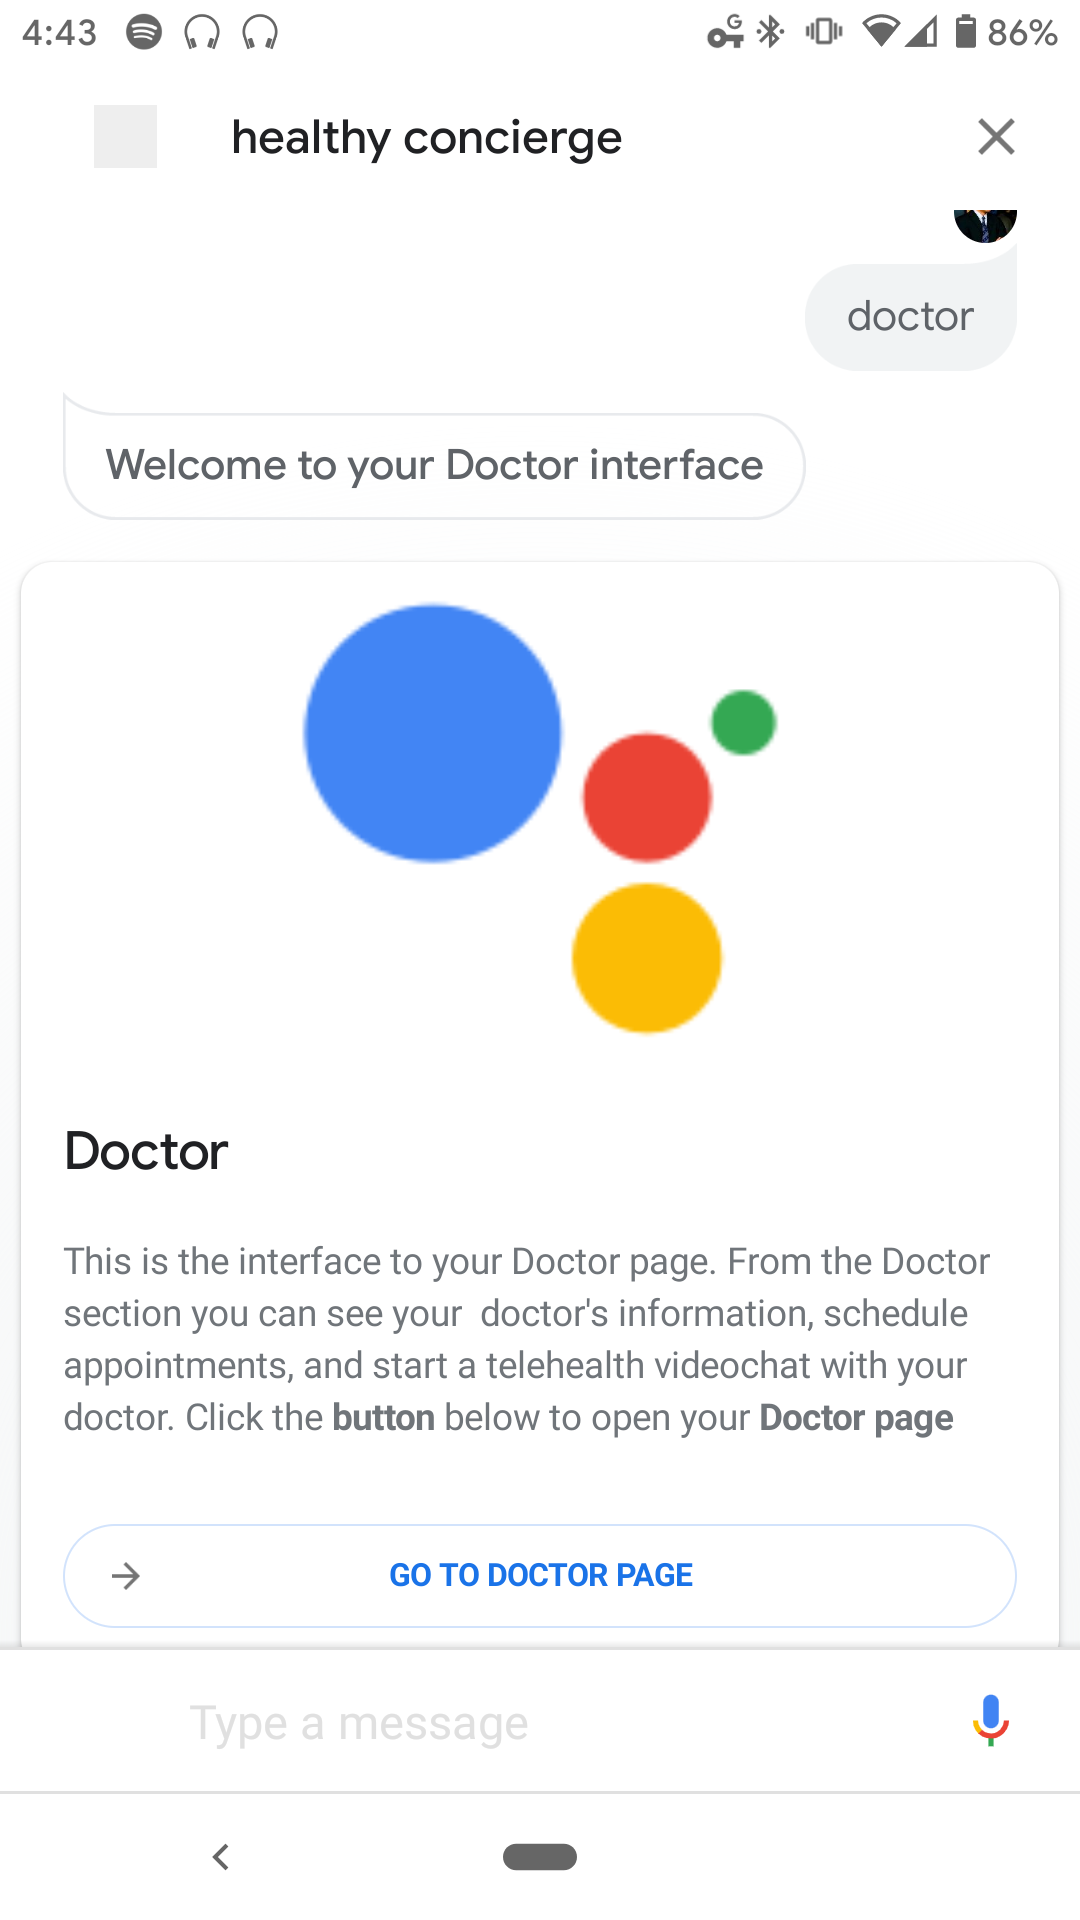 4:43
86%
healthy concierge
doctor
Welcome to your Doctor interface
Doctor
This is the interface to your Doctor page. From the Doctor
section you can see your  doctor's information, schedule
appointments, and start a telehealth videochat with your
doctor. Click the button below to open your Doctor page
GO TO DOCTOR PAGE
Type a message